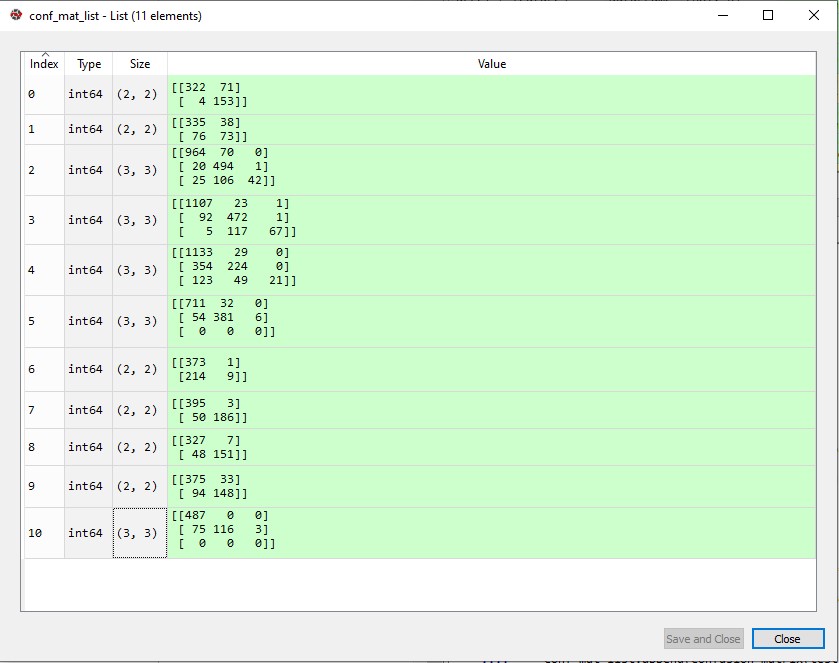 conf_mat_list - List (11 elements)
Index Type Size Value
0 int64 (2, 2) [[322 71]
[ 4 153]]
1 int64 (2, 2) [[335 38]
[ 76 73]]
2 int64 (3, 3) [[964 70 0]
[ 20 494 1]
[ 25 106 42]]
3 int64 (3, 3) [[1107 23 1]
[ 92 472 1]
[ 5 117 67]]
4 int64 (3, 3) [[1133 29 0]
[ 354 224 0]
[ 123 49 21]]
5 int64 (3, 3) [[711 32 0]
[ 54 381 6]
[ 0 0 0]]
6 int64 (2, 2) [[373 1]
[214 9]]
7 int64 (2, 2) [[395 3]
[ 50 186]]
8 int64 (2, 2) [[327 7]
[ 48 151]]
9 int64 (2, 2) [[375 33]
[ 94 148]]
10 int64 (3, 3) [[487 0 0]
[ 75 116 3]
[ 0 0 0]]
Save and Close Close